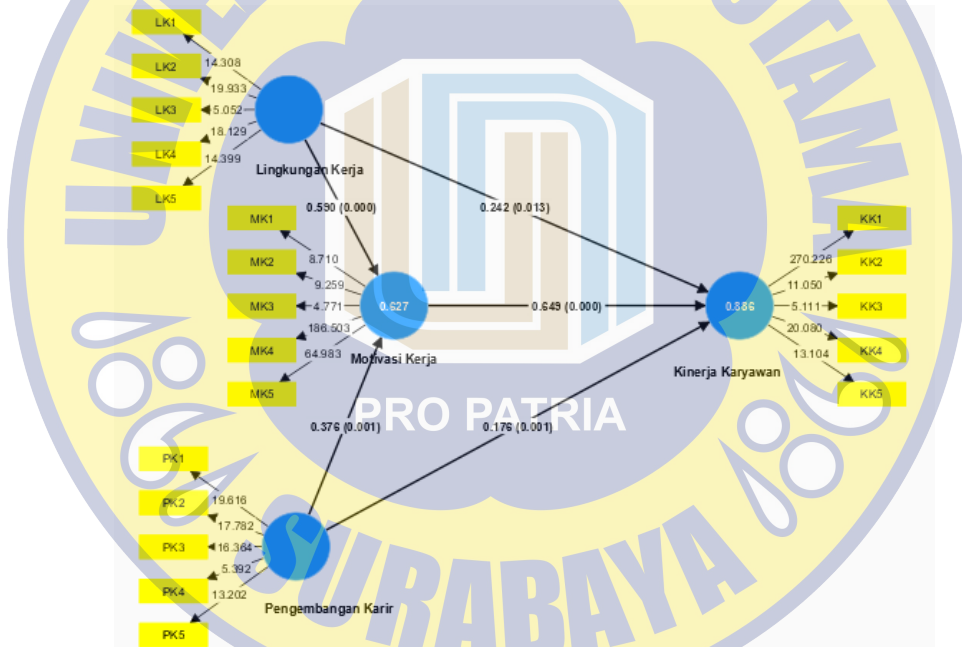 LK1
LK2
LK3
LK4
LK5
14.308
19.933
5.052
18.129
14.399
Lingkungan Kerja
0.590 (0.000)
0.242 (0.013)
MK1
MK2
MK3
MK4
MK5
8.710
9.259
4.771
186.503
64.983
0.627
Motivasi Kerja
0.649 (0.000)
KK1
KK2
KK3
KK4
KK5
270.226
11.050
5.111
20.080
13.104
0.886
Kinerja Karyawan
PRO PATRIA
0.376 (0.001)
0.176 (0.001)
PK1
PK2
PK3
PK4
PK5
19.616
17.782
16.364
5.392
13.202
Pengembangan Karir
SURABAYA